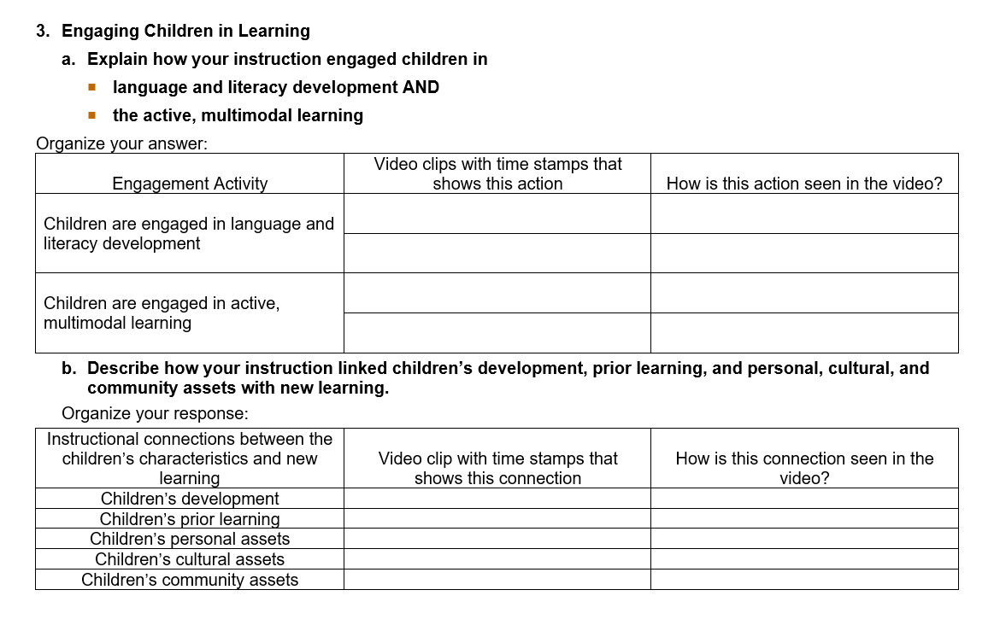 3. Engaging Children in Learning
a. Explain how your instruction engaged children in
▪ language and literacy development AND
▪ the active, multimodal learning
Organize your answer:
Engagement Activity
Video clips with time stamps that
shows this action
How is this action seen in the video?
Children are engaged in language and
literacy development
Children are engaged in active,
multimodal learning
b. Describe how your instruction linked children’s development, prior learning, and personal, cultural, and
community assets with new learning.
Organize your response:
Instructional connections between the
children’s characteristics and new
learning
Video clip with time stamps that
shows this connection
How is this connection seen in the
video?
Children’s development
Children’s prior learning
Children’s personal assets
Children’s cultural assets
Children’s community assets